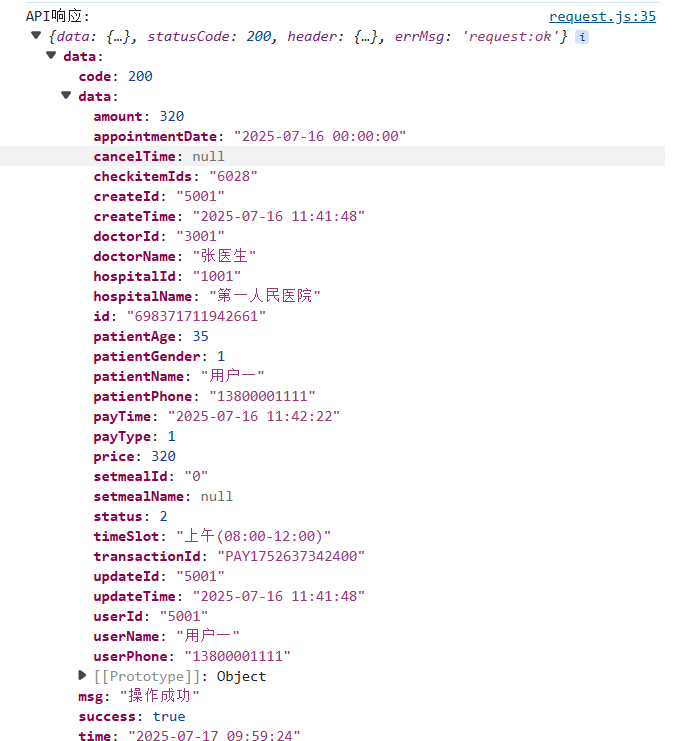 API响应: request.js:35
{data: {…}, statusCode: 200, header: {…}, errMsg: 'request:ok'} i
data:
code: 200
data:
amount: 320
appointmentDate: "2025-07-16 00:00:00"
cancelTime: null
checkitemIds: "6028"
createId: "5001"
createTime: "2025-07-16 11:41:48"
doctorId: "3001"
doctorName: "张医生"
hospitalId: "1001"
hospitalName: "第一人民医院"
id: "698371711942661"
patientAge: 35
patientGender: 1
patientName: "用户一"
patientPhone: "13800001111"
payTime: "2025-07-16 11:42:22"
payType: 1
price: 320
setmealId: "0"
setmealName: null
status: 2
timeSlot: "上午(08:00-12:00)"
transactionId: "PAY1752637342400"
updateId: "5001"
updateTime: "2025-07-16 11:41:48"
userId: "5001"
userName: "用户一"
userPhone: "13800001111"
[[Prototype]]: Object
msg: "操作成功"
success: true
time: "2025-07-17 09:59:24"